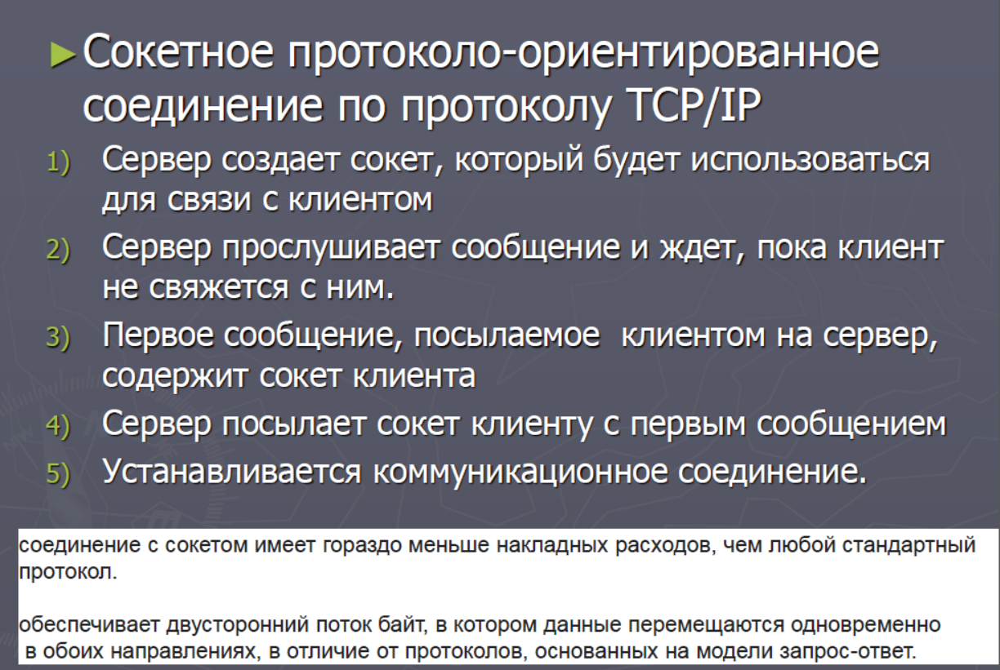 ►Сокетное протоколо-ориентированное
соединение по протоколу TCP/IP
1) Сервер создает сокет, который будет использоваться
для связи с клиентом
2) Сервер прослушивает сообщение и ждет, пока клиент
не свяжется с ним.
3) Первое сообщение, посылаемое клиентом на сервер,
содержит сокет клиента
4) Сервер посылает сокет клиенту с первым сообщением
5) Устанавливается коммуникационное соединение.
соединение с сокетом имеет гораздо меньше накладных расходов, чем любой стандартный
протокол.
обеспечивает двусторонний поток байт, в котором данные перемещаются одновременно
в обоих направлениях, в отличие от протоколов, основанных на модели запрос-ответ.